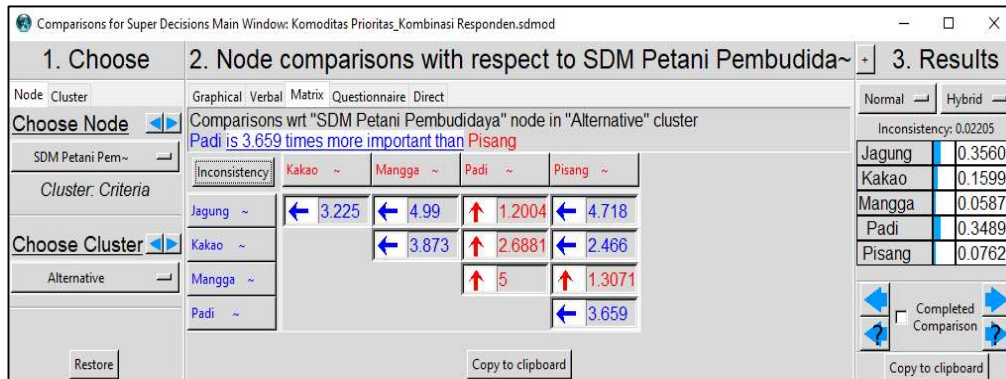 Comparisons for Super Decisions Main Window: Komoditas Prioritas_Kombinasi Responden.sdmod
1. Choose
2. Node comparisons with respect to SDM Petani Pembudida~
+ 3. Results
Node Cluster
Graphical Verbal Matrix Questionnaire Direct
Normal Hybrid
Choose Node
Comparisons wrt "SDM Petani Pembudidaya" node in "Alternative" cluster
Padi is 3.659 times more important than Pisang
Inconsistency: 0.02205
SDM Petani Pem~
Cluster: Criteria
Choose Cluster
Alternative
Restore
Inconsistency Kakao ~ Mangga ~ Padi ~ Pisang ~
Jagung ~ 3.225 4.99 1.2004 4.718
Kakao ~ 3.873 2.6881 2.466
Mangga ~ 5 1.3071
Padi ~ 3.659
Copy to clipboard
Jagung 0.3560
Kakao 0.1599
Mangga 0.0587
Padi 0.3489
Pisang 0.0762
Completed
Comparison
? ?
Copy to clipboard